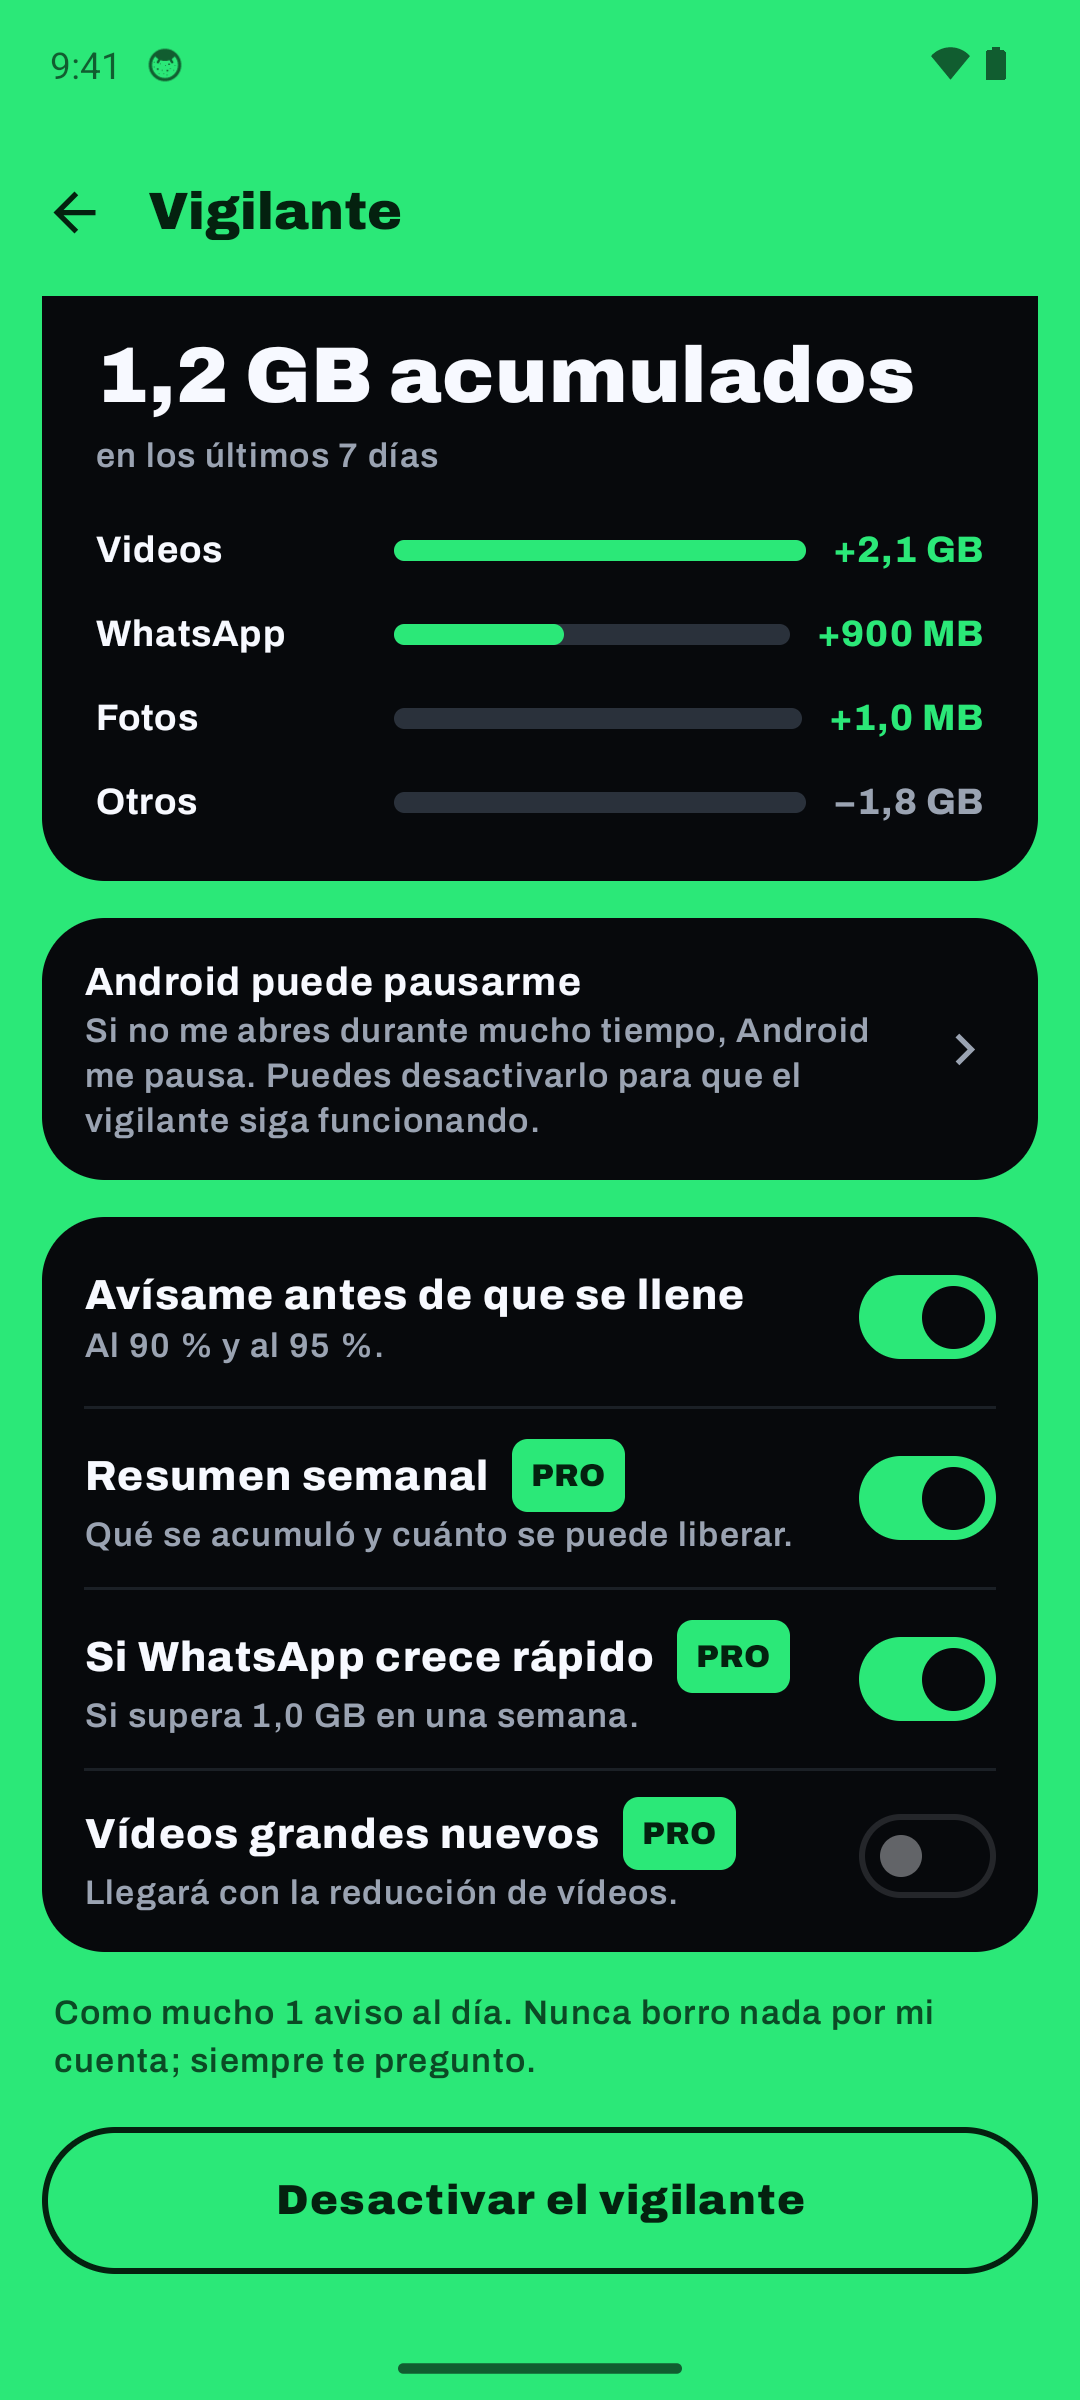 9:41
Vigilante
1,2 GB acumulados
en los últimos 7 días
Videos +2,1 GB
WhatsApp +900 MB
Fotos +1,0 MB
Otros −1,8 GB
Android puede pausarme
Si no me abres durante mucho tiempo, Android
me pausa. Puedes desactivarlo para que el
vigilante siga funcionando.
Avísame antes de que se llene
Al 90 % y al 95 %.
Resumen semanal PRO
Qué se acumuló y cuánto se puede liberar.
Si WhatsApp crece rápido PRO
Si supera 1,0 GB en una semana.
Vídeos grandes nuevos PRO
Llegará con la reducción de vídeos.
Como mucho 1 aviso al día. Nunca borro nada por mi
cuenta; siempre te pregunto.
Desactivar el vigilante